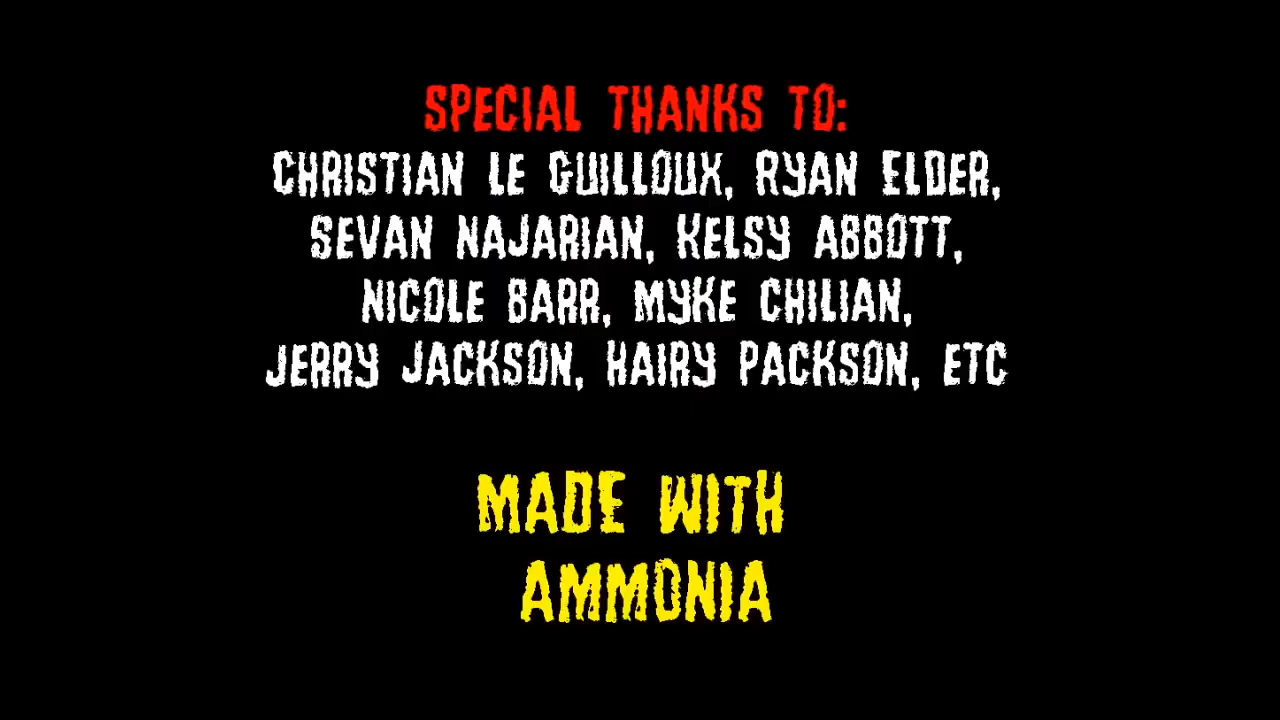 SPECIAL THANKS TO:
CHRISTIAN LE GUILLOUX, RYAN ELDER,
SEVAN NAJARIAN, KELSY ABBOTT,
NICOLE BARR, MYKE CHILIAN,
JERRY JACKSON, HAIRY PACKSON, ETC
MADE WITH
AMMONIA